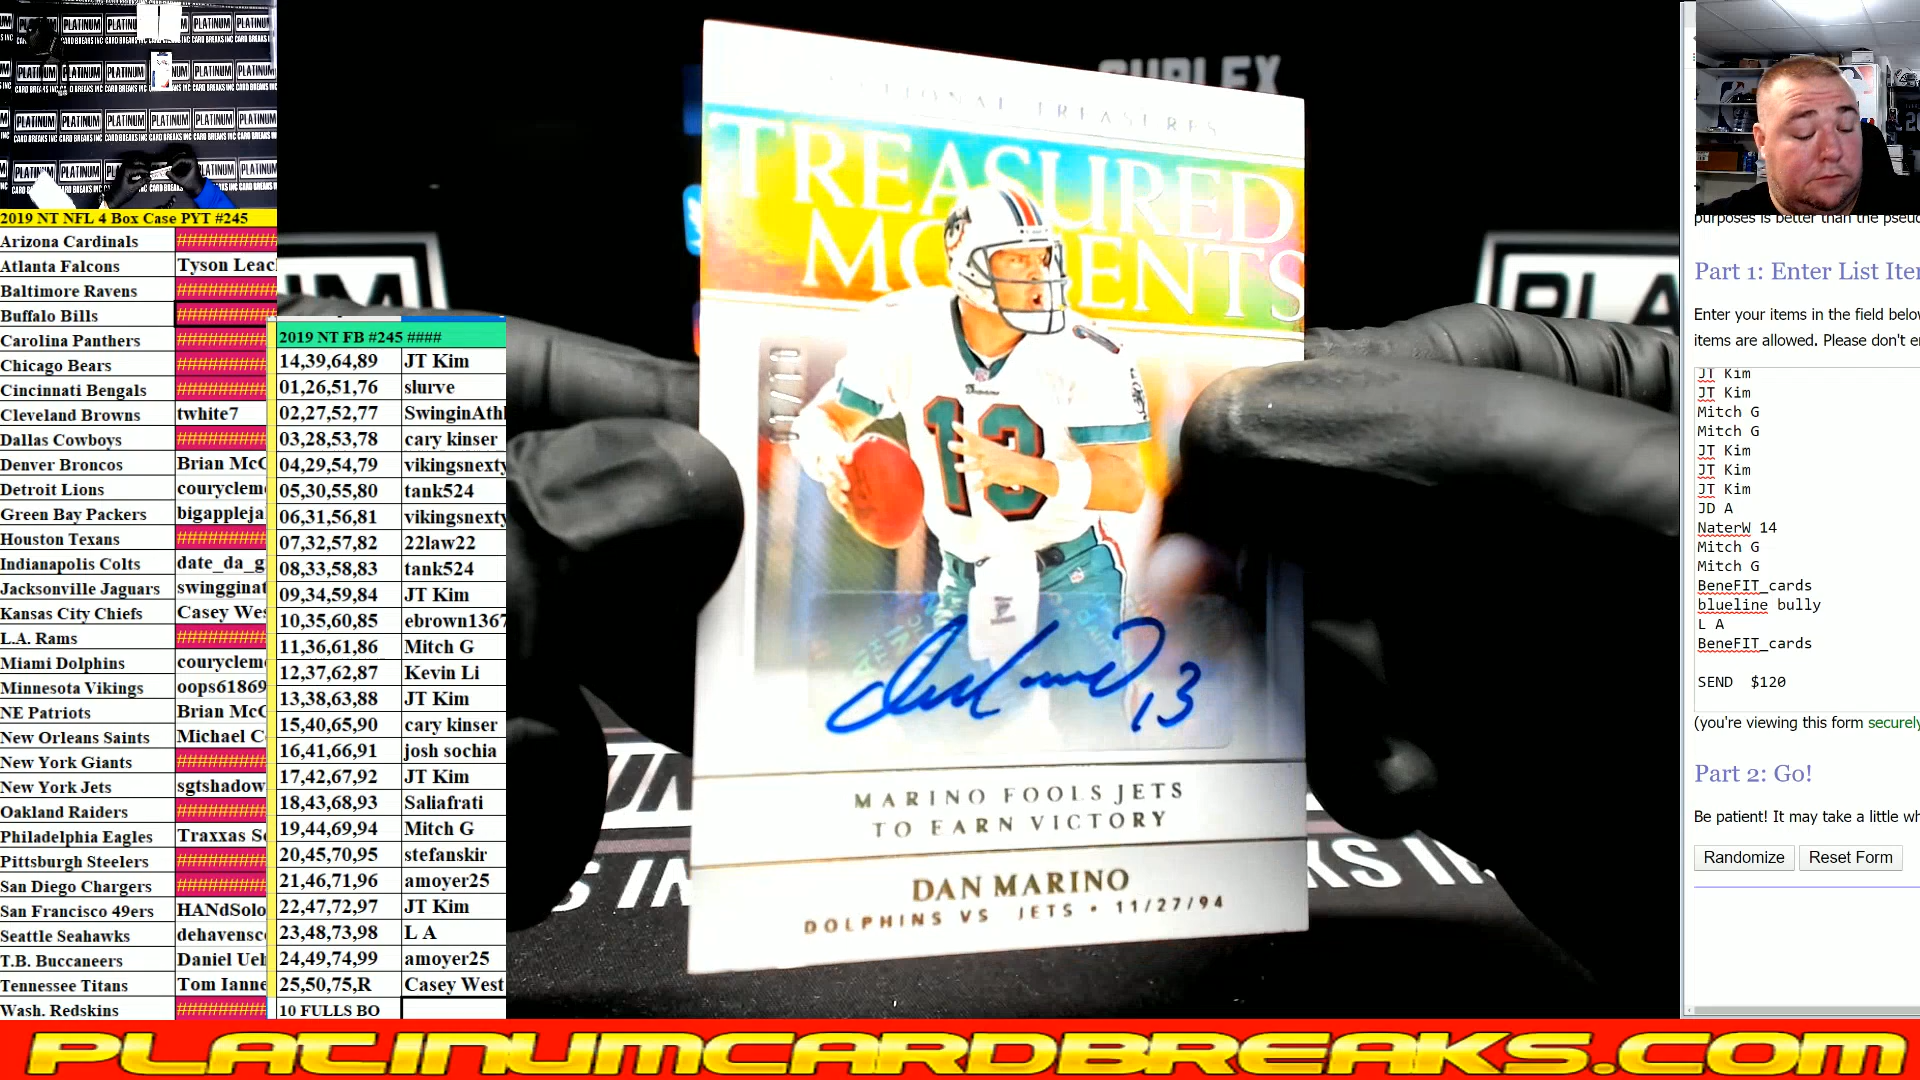 2019 NT NFL 4 Box Case PYT #245
Arizona Cardinals ##########
Atlanta Falcons Tyson Leac
Baltimore Ravens ##########
Buffalo Bills ##########
Carolina Panthers ##########
Chicago Bears ##########
Cincinnati Bengals ##########
Cleveland Browns twhite7
Dallas Cowboys ##########
Denver Broncos Brian McC
Detroit Lions couryclem
Green Bay Packers bigappleja
Houston Texans ##########
Indianapolis Colts date_da_g
Jacksonville Jaguars swingginat
Kansas City Chiefs Casey Wes
L.A. Rams ##########
Miami Dolphins couryclem
Minnesota Vikings oops61869
NE Patriots Brian McC
New Orleans Saints Michael C
New York Giants ##########
New York Jets sgtshadow
Oakland Raiders ##########
Philadelphia Eagles Traxxas S
Pittsburgh Steelers ##########
San Diego Chargers ##########
San Francisco 49ers HANdSolo
Seattle Seahawks dehavensc
T.B. Buccaneers Daniel Ueh
Tennessee Titans Tom Ianne
Wash. Redskins ##########
2019 NT FB #245 ####
14,39,64,89 JT Kim
01,26,51,76 slurve
02,27,52,77 SwinginAthl
03,28,53,78 cary kinser
04,29,54,79 vikingsnexty
05,30,55,80 tank524
06,31,56,81 vikingsnexty
07,32,57,82 22law22
08,33,58,83 tank524
09,34,59,84 JT Kim
10,35,60,85 ebrown1367
11,36,61,86 Mitch G
12,37,62,87 Kevin Li
13,38,63,88 JT Kim
15,40,65,90 cary kinser
16,41,66,91 josh sochia
17,42,67,92 JT Kim
18,43,68,93 Saliafrati
19,44,69,94 Mitch G
20,45,70,95 stefanskir
21,46,71,96 amoyer25
22,47,72,97 JT Kim
23,48,73,98 L A
24,49,74,99 amoyer25
25,50,75,R Casey West
10 FULLS BO
TREASURES
TREASURED
MOMENTS
13
13
MARINO FOOLS JETS
TO EARN VICTORY
DAN MARINO
DOLPHINS VS JETS • 11/27/94
purposes is better than the pseud
Part 1: Enter List Iter
Enter your items in the field below
items are allowed. Please don't e
JT Kim
JT Kim
Mitch G
Mitch G
JT Kim
JT Kim
JT Kim
JD A
NaterW 14
Mitch G
Mitch G
BeneFIT_cards
blueline bully
L A
BeneFIT_cards
SEND $120
(you're viewing this form securely
Part 2: Go!
Be patient! It may take a little wh
Randomize
Reset Form
PLATINUMCARDBREAKS.COM